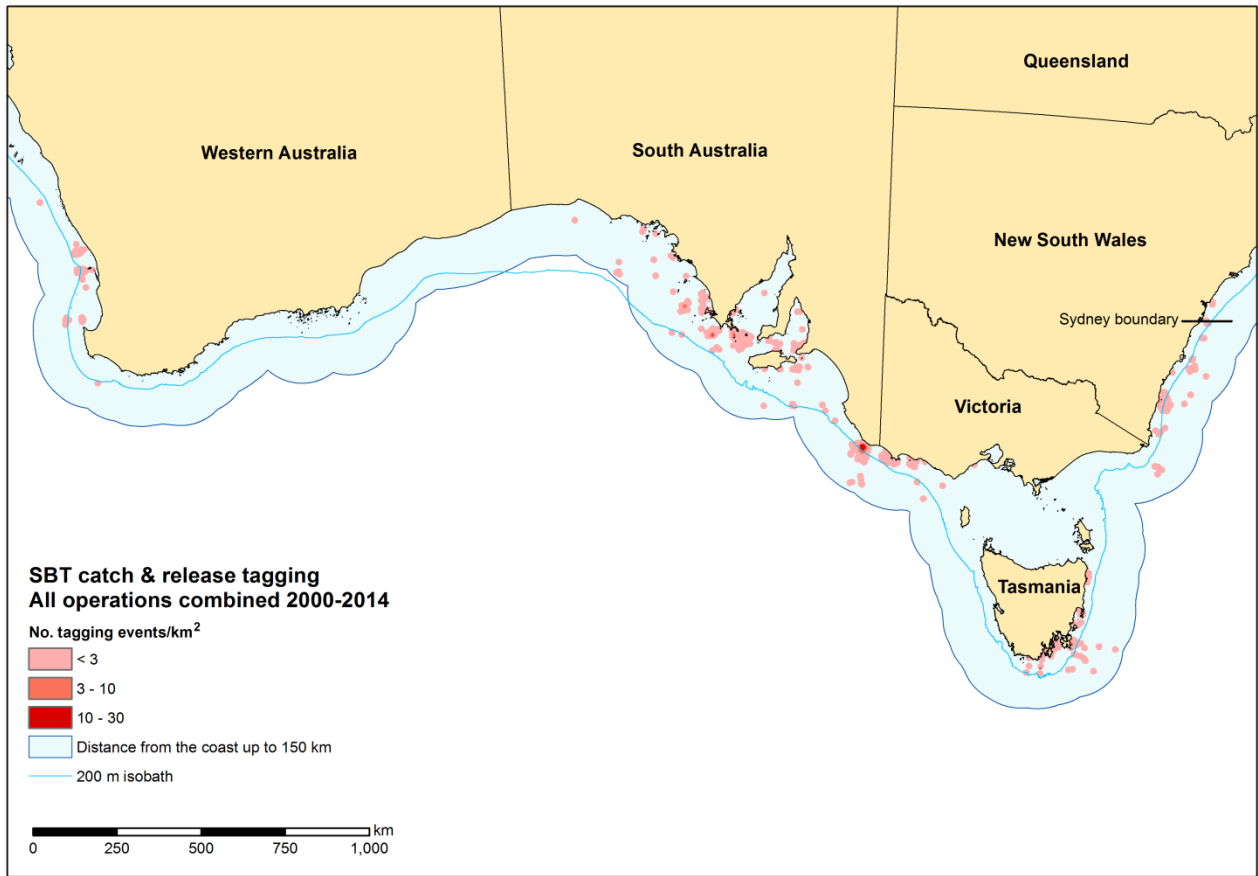 Queensland
Western Australia
South Australia
New South Wales
Sydney boundary
Victoria
Tasmania
SBT catch & release tagging
All operations combined 2000-2014
No. tagging events/km²
< 3
3 - 10
10 - 30
Distance from the coast up to 150 km
200 m isobath
km
0 250 500 750 1,000